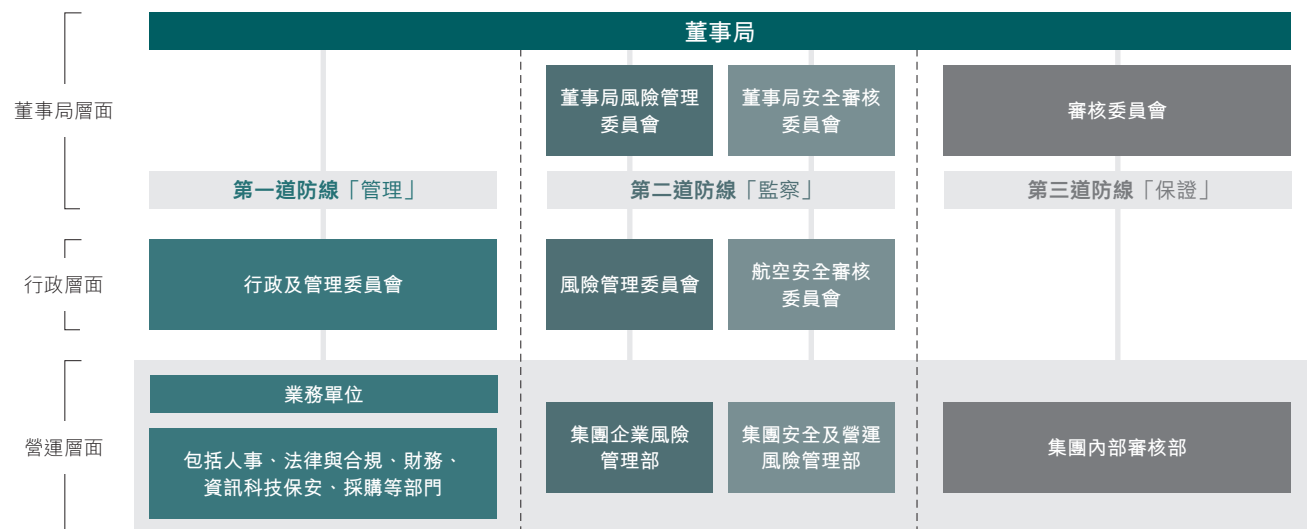 董事局
董事局層面
董事局風險管理
委員會
董事局安全審核
委員會
審核委員會
第一道防線「管理」
第二道防線「監察」
第三道防線「保證」
行政層面
行政及管理委員會
風險管理委員會
航空安全審核
委員會
營運層面
業務單位
包括人事、法律與合規、財務、
資訊科技保安、採購等部門
集團企業風險
管理部
集團安全及營運
風險管理部
集團內部審核部